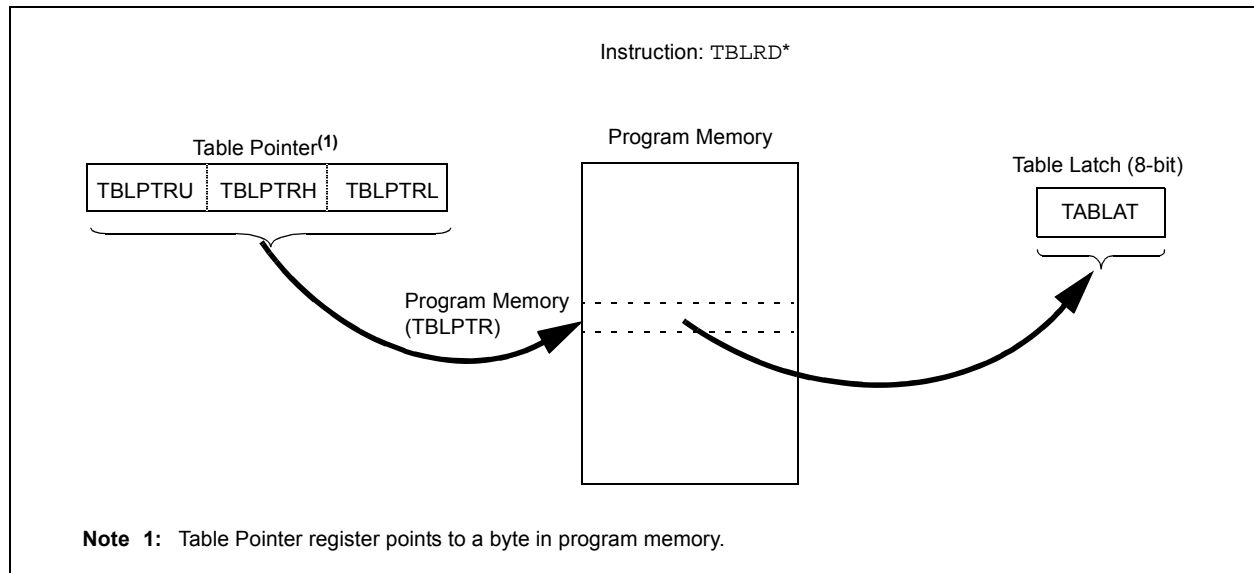 Instruction: TBLRD*
Table Pointer(1)
TBLPTRU TBLPTRH TBLPTRL
Program Memory
Table Latch (8-bit)
TABLAT
Program Memory
(TBLPTR)
Note 1: Table Pointer register points to a byte in program memory.